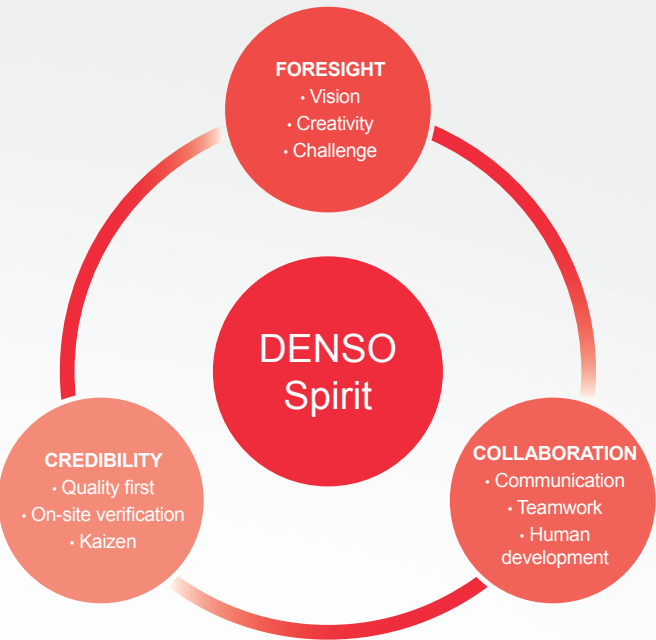 FORESIGHT
• Vision
• Creativity
• Challenge
DENSO
Spirit
CREDIBILITY
• Quality first
• On-site verification
• Kaizen
COLLABORATION
• Communication
• Teamwork
• Human
development